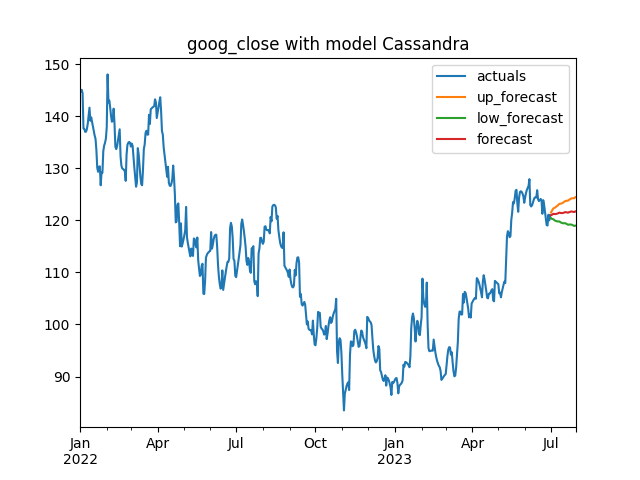 goog_close with model Cassandra
150
140
130
120
110
100
90
actuals
up_forecast
low_forecast
forecast
Jan Apr Jul Oct Jan Apr Jul
2022 2023